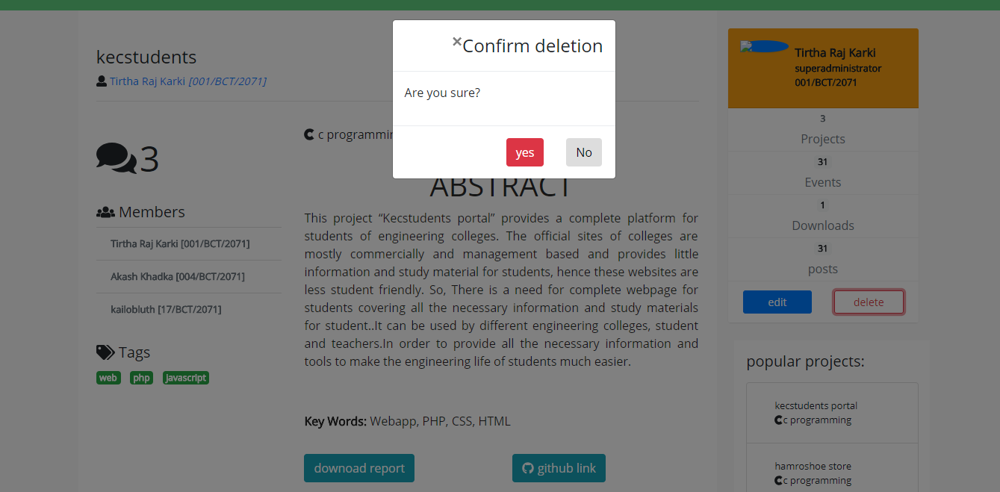 ×Confirm deletion
Are you sure?
yes
No
kecstudents
Tirtha Raj Karki [001/BCT/2071]
3
Members
Tirtha Raj Karki [001/BCT/2071]
Akash Khadka [004/BCT/2071]
kailobluth [17/BCT/2071]
Tags
web php javascript
c programmin
ABSTRACT
This project “Kecstudents portal” provides a complete platform for
students of engineering colleges. The official sites of colleges are
mostly commercially and management based and provides little
information and study material for students, hence these websites are
less student friendly. So, There is a need for complete webpage for
students covering all the necessary information and study materials
for student..It can be used by different engineering colleges, student
and teachers.In order to provide all the necessary information and
tools to make the engineering life of students much easier.
Key Words: Webapp, PHP, CSS, HTML
downoad report
github link
Tirtha Raj Karki
superadministrator
001/BCT/2071
3
Projects
31
Events
1
Downloads
31
posts
edit
delete
popular projects:
kecstudents portal
c programming
hamroshoe store
c programming